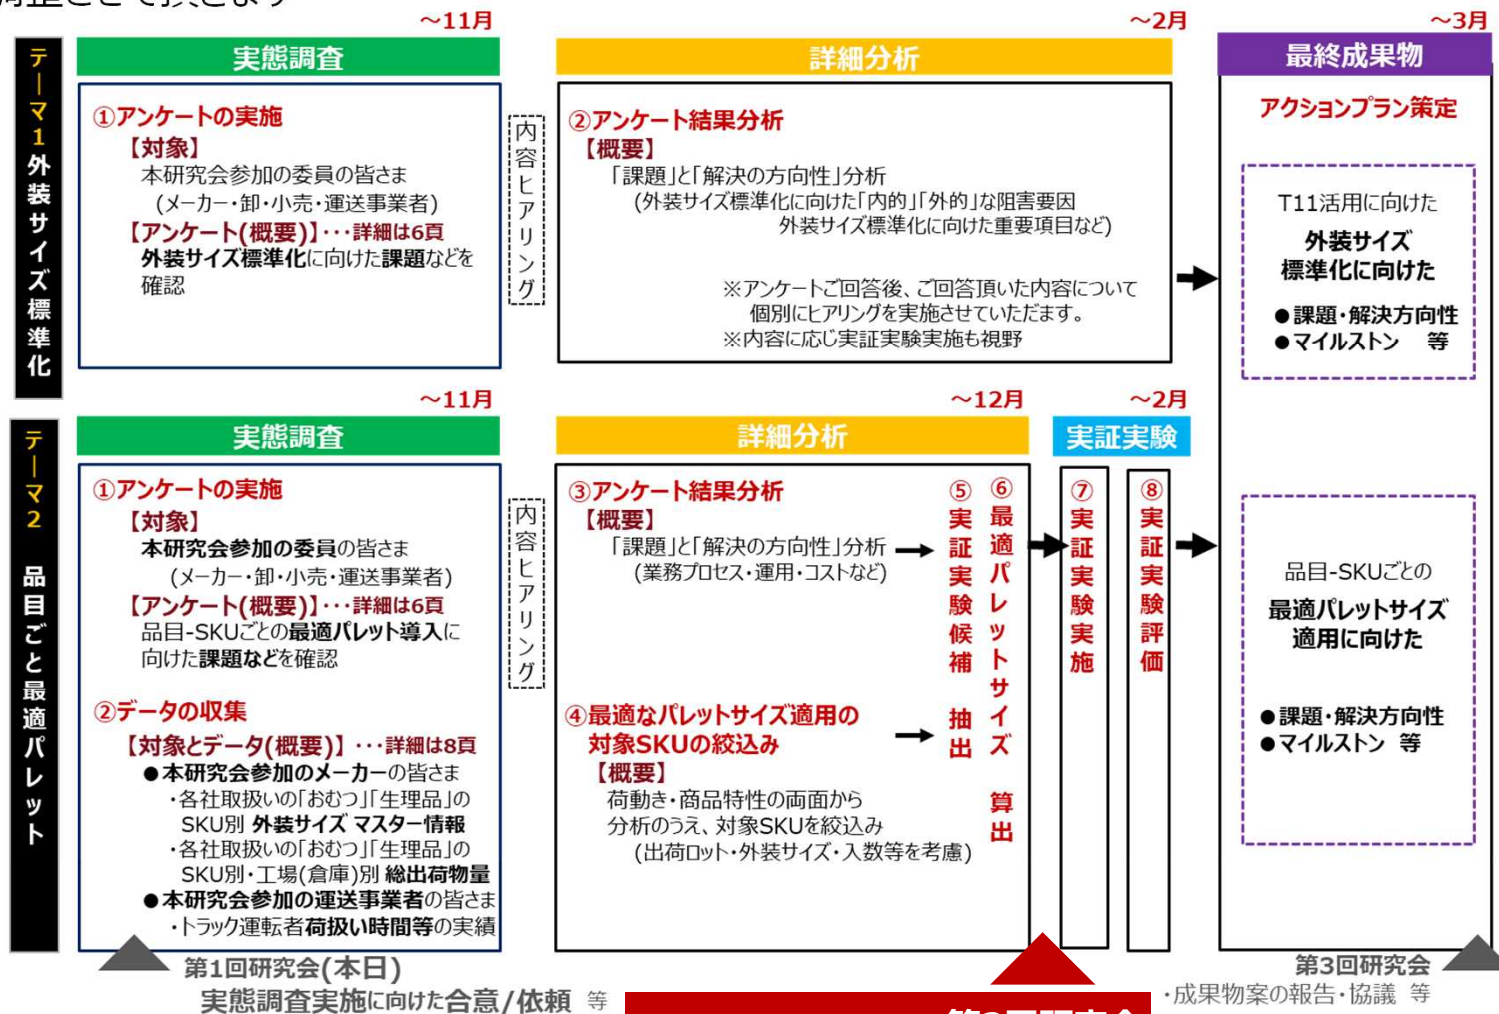 調整させて頂きます
～11月
～2月
～3月
テーマ1 外装サイズ標準化
実態調査
①アンケートの実施
【対象】
本研究会参加の委員の皆さま
(メーカー・卸・小売・運送事業者)
【アンケート(概要)】・・・詳細は6頁
外装サイズ標準化に向けた課題などを
確認
内容ヒアリング
詳細分析
②アンケート結果分析
【概要】
「課題」と「解決の方向性」分析
(外装サイズ標準化に向けた「内的」「外的」な阻害要因
外装サイズ標準化に向けた重要項目など)
※アンケートご回答後、ご回答頂いた内容について
個別にヒアリングを実施させていただます。
※内容に応じ実証実験実施も視野
最終成果物
アクションプラン策定
T11活用に向けた
外装サイズ
標準化に向けた
●課題・解決方向性
●マイルストン 等
～11月
～12月
～2月
テーマ2 品目ごと最適パレット
実態調査
①アンケートの実施
【対象】
本研究会参加の委員の皆さま
(メーカー・卸・小売・運送事業者)
【アンケート(概要)】・・・詳細は6頁
品目-SKUごとの最適パレット導入に
向けた課題などを確認
②データの収集
【対象とデータ(概要)】・・・詳細は8頁
●本研究会参加のメーカーの皆さま
・各社取扱いの「おむつ」「生理品」の
SKU別 外装サイズ マスター情報
・各社取扱いの「おむつ」「生理品」の
SKU別・工場(倉庫)別 総出荷物量
●本研究会参加の運送事業者の皆さま
・トラック運転者荷扱い時間等の実績
内容ヒアリング
詳細分析
③アンケート結果分析
【概要】
「課題」と「解決の方向性」分析
(業務プロセス・運用・コストなど)
④最適なパレットサイズ適用の
対象SKUの絞込み
【概要】
荷動き・商品特性の両面から
分析のうえ、対象SKUを絞込み
(出荷ロット・外装サイズ・入数等を考慮)
⑤実証実験候補 抽出
⑥最適パレットサイズ 算出
実証実験
⑦実証実験実施
⑧実証実験評価
品目-SKUごとの
最適パレットサイズ
適用に向けた
●課題・解決方向性
●マイルストン 等
第1回研究会(本日)
実態調査実施に向けた合意/依頼 等
第2回研究会
第3回研究会
・成果物案の報告・協議 等